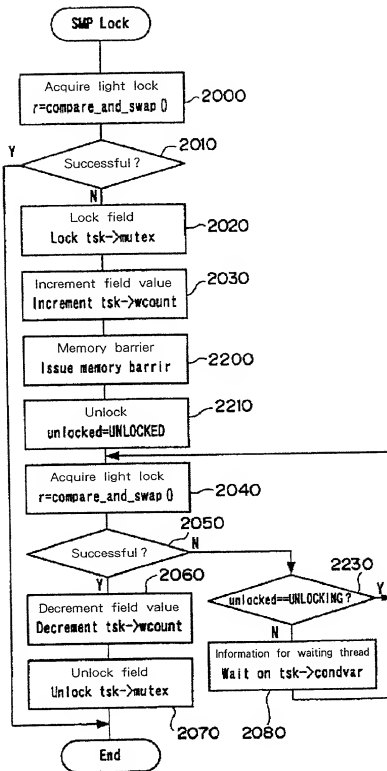 SMP Lock
Acquire light lock
r=compare_and_swap()
2000
2010
Y
Successful?
N
Lock field
Lock tsk->mutex
2020
Increment field value
Increment tsk->wcount
2030
Memory barrier
Issue memory barrir
2200
Unlock
unlocked=UNLOCKED
2210
Acquire light lock
r=compare_and_swap()
2040
2050
Successful?
N
Y
2060
2230
unlocked==UNLOCKING?
Y
N
Decrement field value
Decrement tsk->wcount
Information for waiting thread
Wait on tsk->condvar
2080
Unlock field
Unlock tsk->mutex
2070
End